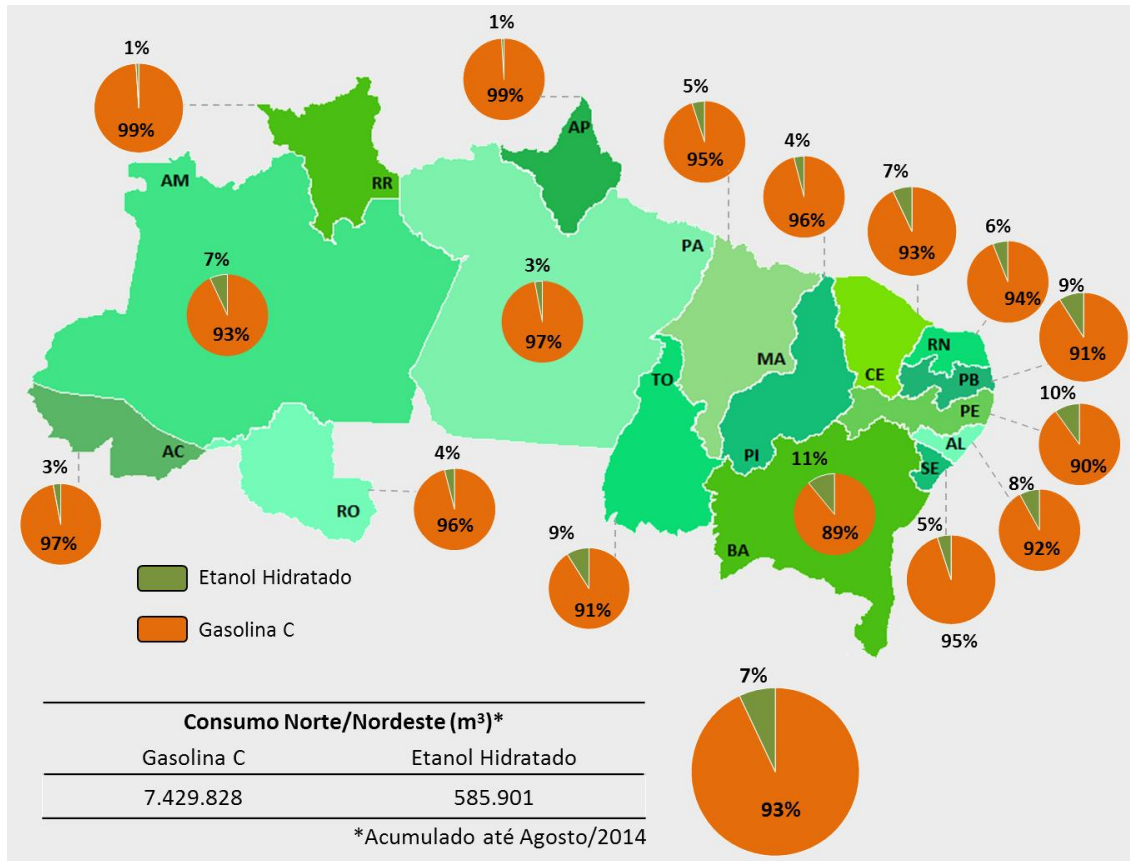 1%
99%
1%
99%
5%
95%
4%
96%
7%
93%
6%
94%
9%
91%
10%
90%
8%
92%
5%
95%
11%
89%
9%
91%
4%
96%
3%
97%
7%
93%
3%
97%
AM
RR
AP
PA
MA
TO
PI
CE
RN
PB
PE
AL
SE
BA
AC
RO
Etanol Hidratado
Gasolina C
Consumo Norte/Nordeste (m³)*
Gasolina C Etanol Hidratado
7.429.828 585.901
*Acumulado até Agosto/2014
7%
93%